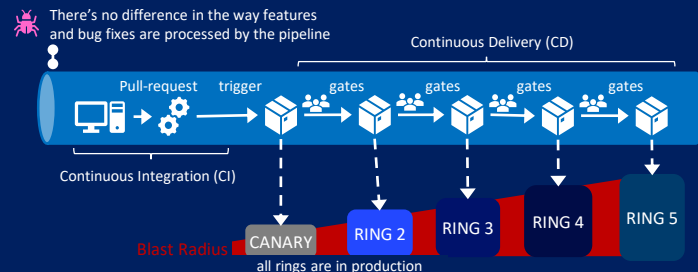 There's no difference in the way features
and bug fixes are processed by the pipeline
Continuous Delivery (CD)
Pull-request
trigger
gates
gates
gates
gates
Continuous Integration (CI)
Blast Radius
CANARY
RING 2
RING 3
RING 4
RING 5
all rings are in production